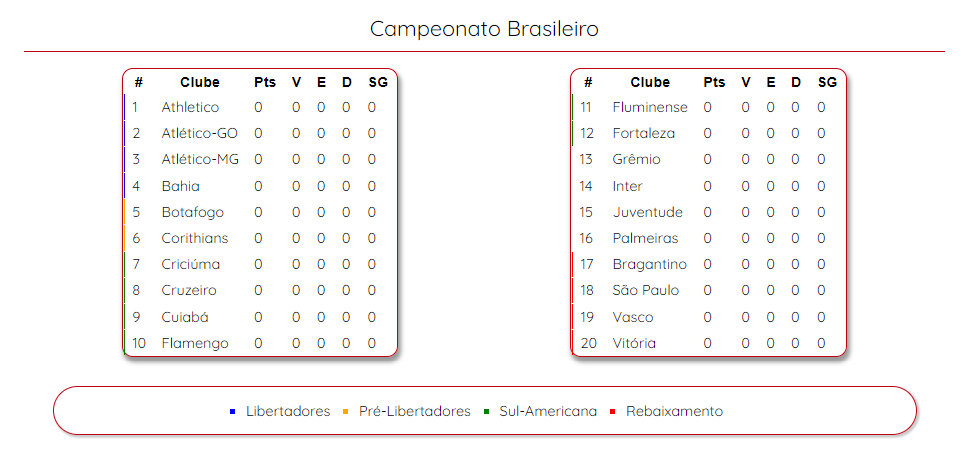 Campeonato Brasileiro
# Clube Pts V E D SG
1 Athletico 0 0 0 0 0
2 Atlético-GO 0 0 0 0 0
3 Atlético-MG 0 0 0 0 0
4 Bahia 0 0 0 0 0
5 Botafogo 0 0 0 0 0
6 Corithians 0 0 0 0 0
7 Criciúma 0 0 0 0 0
8 Cruzeiro 0 0 0 0 0
9 Cuiabá 0 0 0 0 0
10 Flamengo 0 0 0 0 0
# Clube Pts V E D SG
11 Fluminense 0 0 0 0 0
12 Fortaleza 0 0 0 0 0
13 Grêmio 0 0 0 0 0
14 Inter 0 0 0 0 0
15 Juventude 0 0 0 0 0
16 Palmeiras 0 0 0 0 0
17 Bragantino 0 0 0 0 0
18 São Paulo 0 0 0 0 0
19 Vasco 0 0 0 0 0
20 Vitória 0 0 0 0 0
Libertadores Pré-Libertadores Sul-Americana Rebaixamento